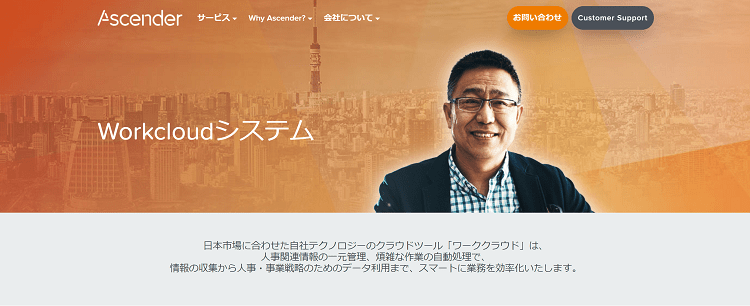 Ascender
サービス
Why Ascender?
会社について
お問い合わせ
Customer Support
Workcloudシステム
日本市場に合わせた自社テクノロジーのクラウドツール「ワーククラウド」は、
人事関連情報の一元管理、煩雑な作業の自動処理で、
情報の収集から人事・事業戦略のためのデータ利用まで、スマートに業務を効率化いたします。